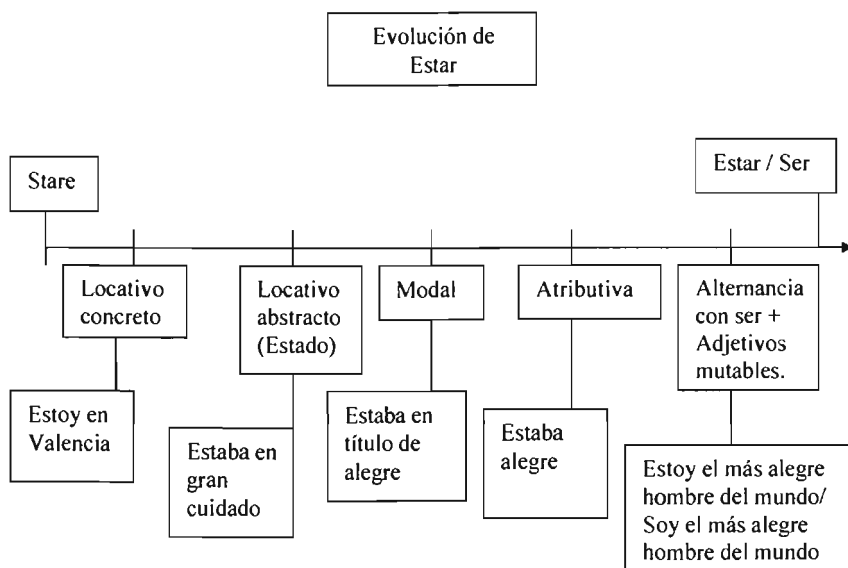 Evolución de
Estar
Stare
Estar / Ser
Locativo
concreto
Locativo
abstracto
(Estado)
Modal
Atributiva
Alternancia
con ser +
Adjetivos
mutables.
Estoy en
Valencia
Estaba en
gran
cuidado
Estaba en
título de
alegre
Estaba
alegre
Estoy el más alegre
hombre del mundo/
Soy el más alegre
hombre del mundo